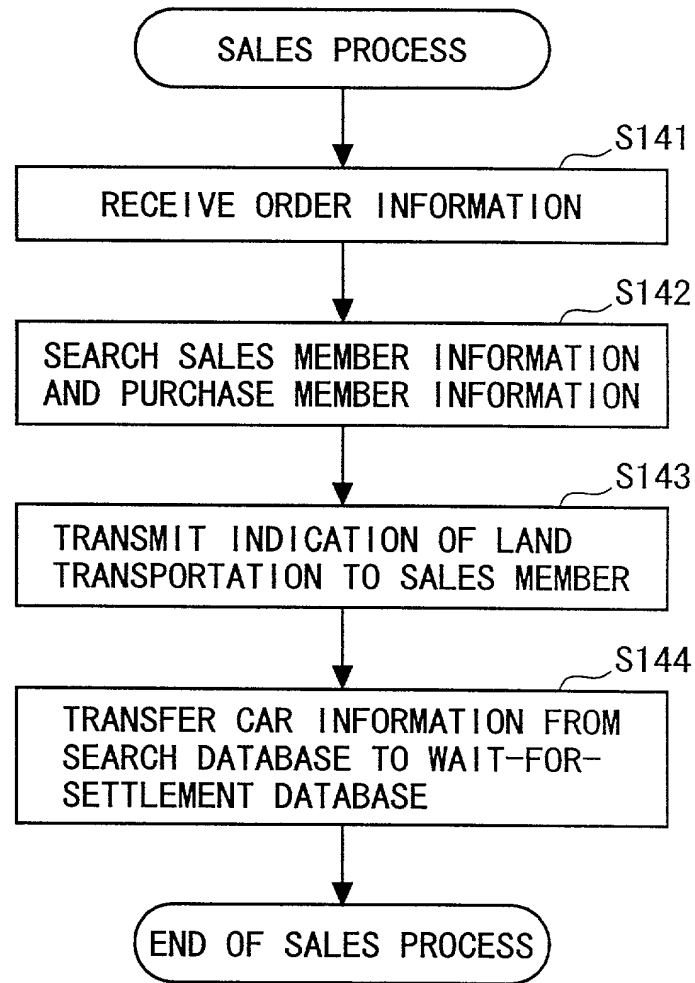 SALES PROCESS
S141
RECEIVE ORDER INFORMATION
S142
SEARCH SALES MEMBER INFORMATION
AND PURCHASE MEMBER INFORMATION
S143
TRANSMIT INDICATION OF LAND
TRANSPORTATION TO SALES MEMBER
S144
TRANSFER CAR INFORMATION FROM
SEARCH DATABASE TO WAIT-FOR-
SETTLEMENT DATABASE
END OF SALES PROCESS